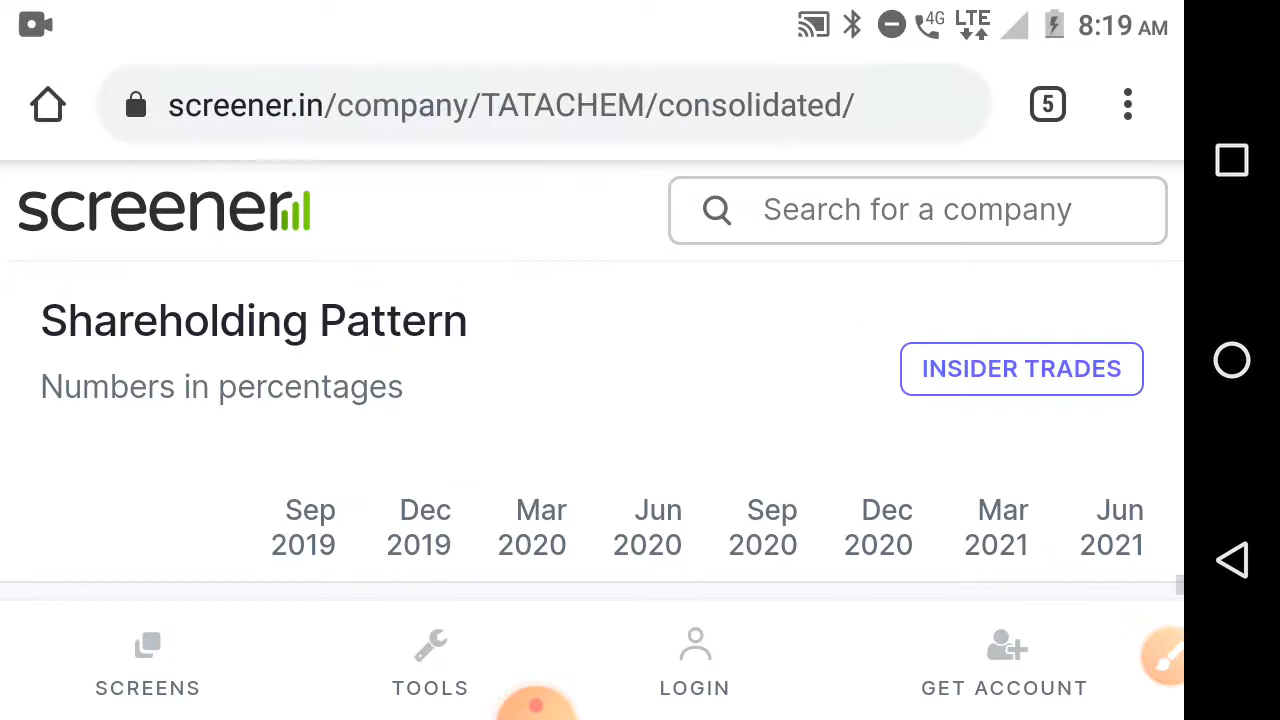 4G LTE 8:19 AM
screener.in/company/TATACHEM/consolidated/ 5
screener Search for a company
Shareholding Pattern
INSIDER TRADES
Numbers in percentages
Sep Dec Mar Jun Sep Dec Mar Jun
2019 2019 2020 2020 2020 2020 2021 2021
SCREENS TOOLS LOGIN GET ACCOUNT